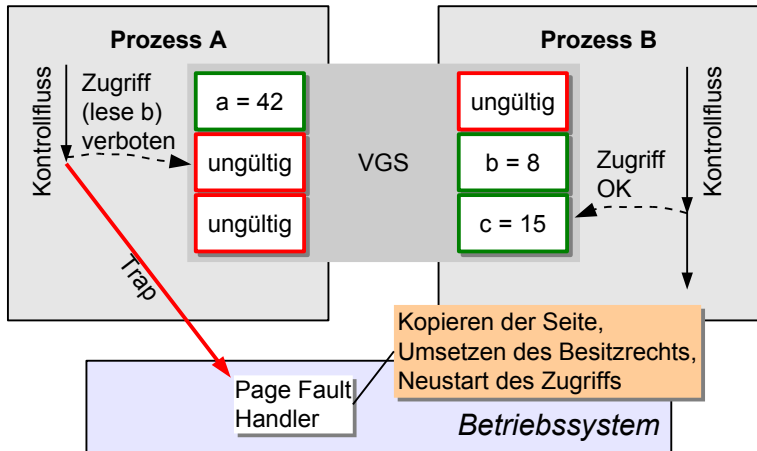 Prozess A
Prozess B
Kontrollfluss
Zugriff
(lese b)
verboten
a = 42
ungültig
ungültig
VGS
ungültig
b = 8
c = 15
Zugriff
OK
Kontrollfluss
Trap
Kopieren der Seite,
Umsetzen des Besitzrechts,
Neustart des Zugriffs
Page Fault
Handler
Betriebssystem